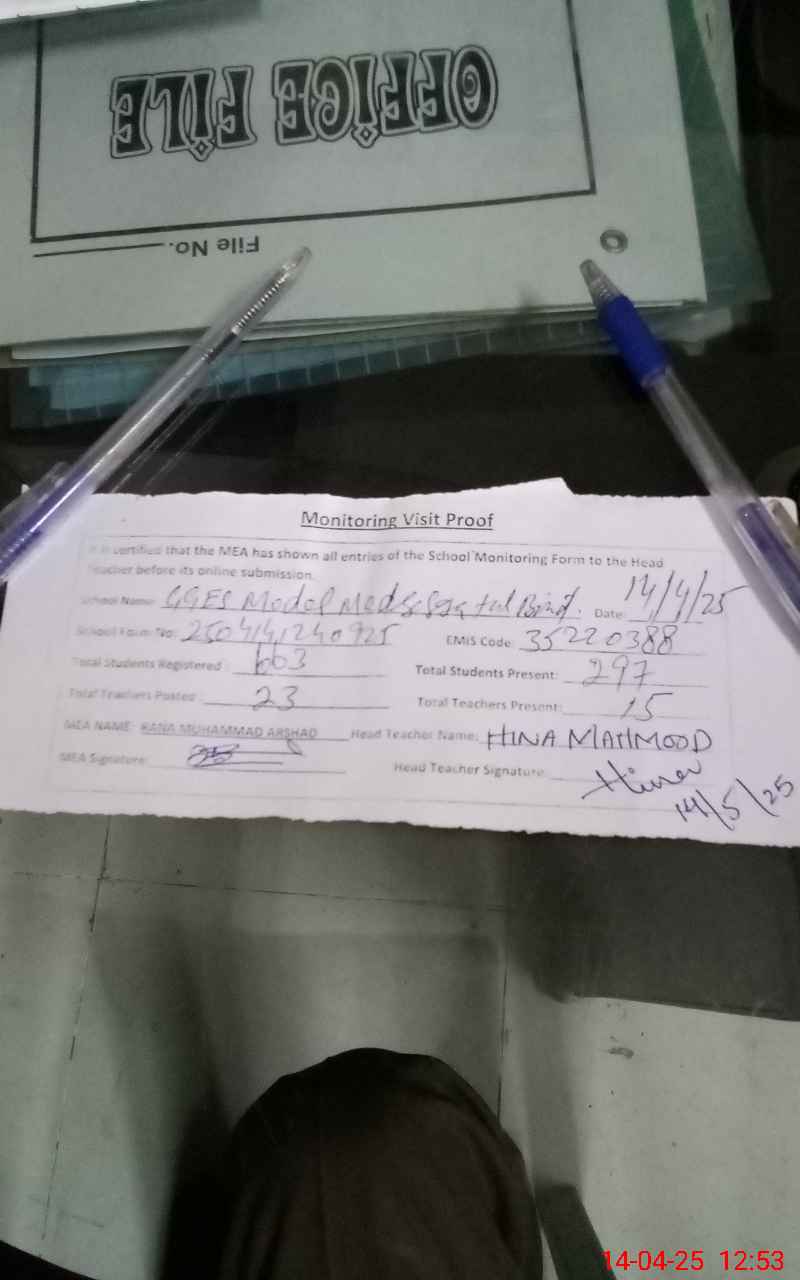 OFFICE FILE
File No.
Monitoring Visit Proof
It is certified that the MEA has shown all entries of the School Monitoring Form to the Head
Teacher before its online submission.
School Name: GGES Model Date: 14/4/25
School Form No: EMIS Code: 35220388
Total Students Registered: 663 Total Students Present: 297
Total Teachers Posted: 23 Total Teachers Present: 15
MEA NAME: RANA MUHAMMAD ARSHAD Head Teacher Name: HINA MAHMOOD
MEA Signature: Head Teacher Signature: Hina
14/5/25
14-04-25 12:53